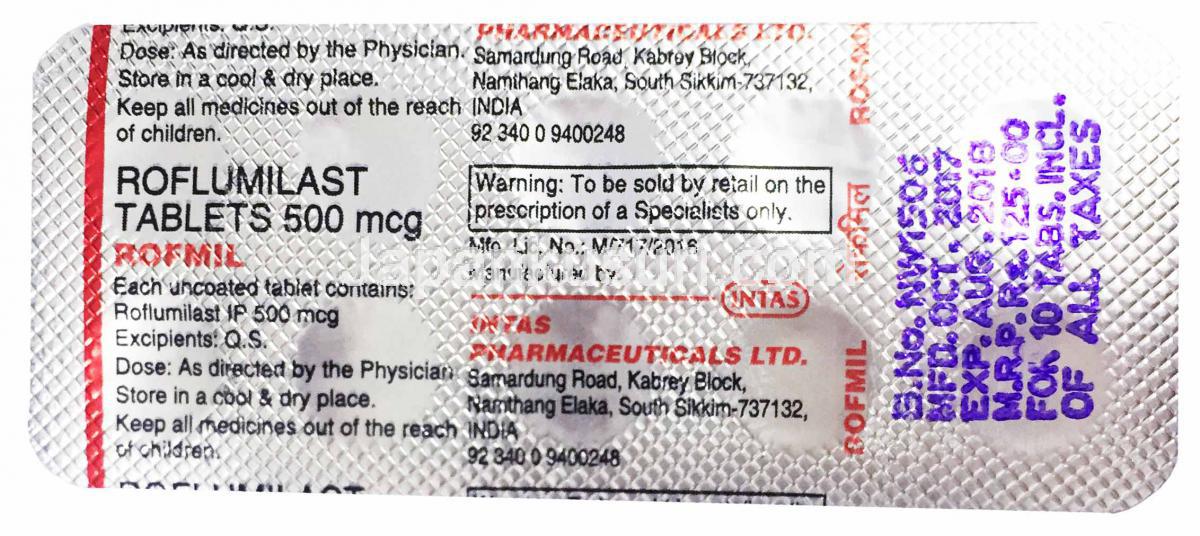 Excipients: Q.S.
Dose: As directed by the Physician.
Store in a cool & dry place.
Keep all medicines out of the reach
of children.
ROFLUMILAST
TABLETS 500 mcg
ROFMIL
Each uncoated tablet contains:
Roflumilast IP 500 mcg
Excipients: Q.S.
Dose: As directed by the Physician
Store in a cool & dry place.
Keep all medicines out of the reach
of children.
ROFLUMILAST
PHARMACEUTICALS LTD.
Samardung Road, Kabrey Block,
Namthang Elaka, South Sikkim-737132,
INDIA
92 340 0 9400248
Warning: To be sold by retail on the
prescription of a Specialists only.
Mfg. Lic. No.: M/717/2016
Manufactured by:
INTAS
INTAS
PHARMACEUTICALS LTD.
Samardung Road, Kabrey Block,
Namthang Elaka, South Sikkim-737132,
INDIA
92 340 0 9400248
ROFMIL
B.No. NW1506
MFD. OCT. 2017
EXP. AUG. 2018
M.R.P. Rs. 125.00
FOR 10 TABS. INCL.
OF ALL TAXES